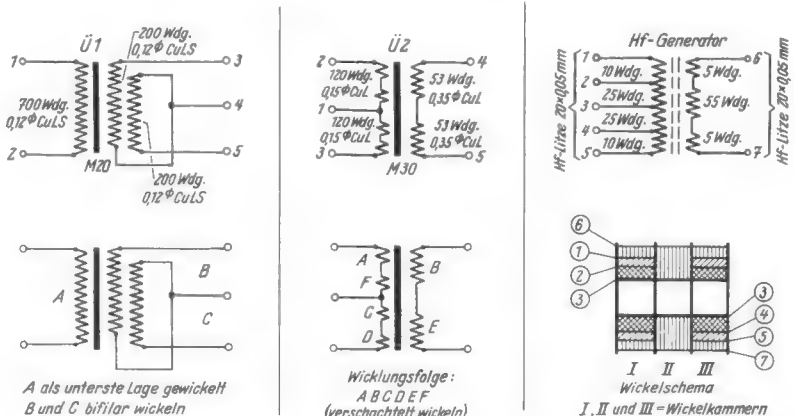 Ü1
200 Wdg.
0,12 ⌀ CuLS
1
3
700 Wdg.
0,12 ⌀ CuLS
4
2
5
M20
200 Wdg.
0,12 ⌀ CuLS
A
B
C
A als unterste Lage gewickelt
B und C bifilar wickeln
Ü2
2
4
120 Wdg.
0,15 ⌀ CuL
53 Wdg.
0,35 ⌀ CuL
1
120 Wdg.
0,15 ⌀ CuL
53 Wdg.
0,35 ⌀ CuL
3
5
M30
A
F
B
C
D
E
Wicklungsfolge:
A B C D E F
(verschachtelt wickeln)
Hf-Generator
Hf-Litze 20×0,05 mm
1
6
10 Wdg.
5 Wdg.
2
25 Wdg.
3
55 Wdg.
25 Wdg.
4
10 Wdg.
5 Wdg.
5
7
Hf-Litze 20×0,05 mm
6
1
2
3
3
4
5
7
I II III
Wickelschema
I, II und III = Wickelkammern